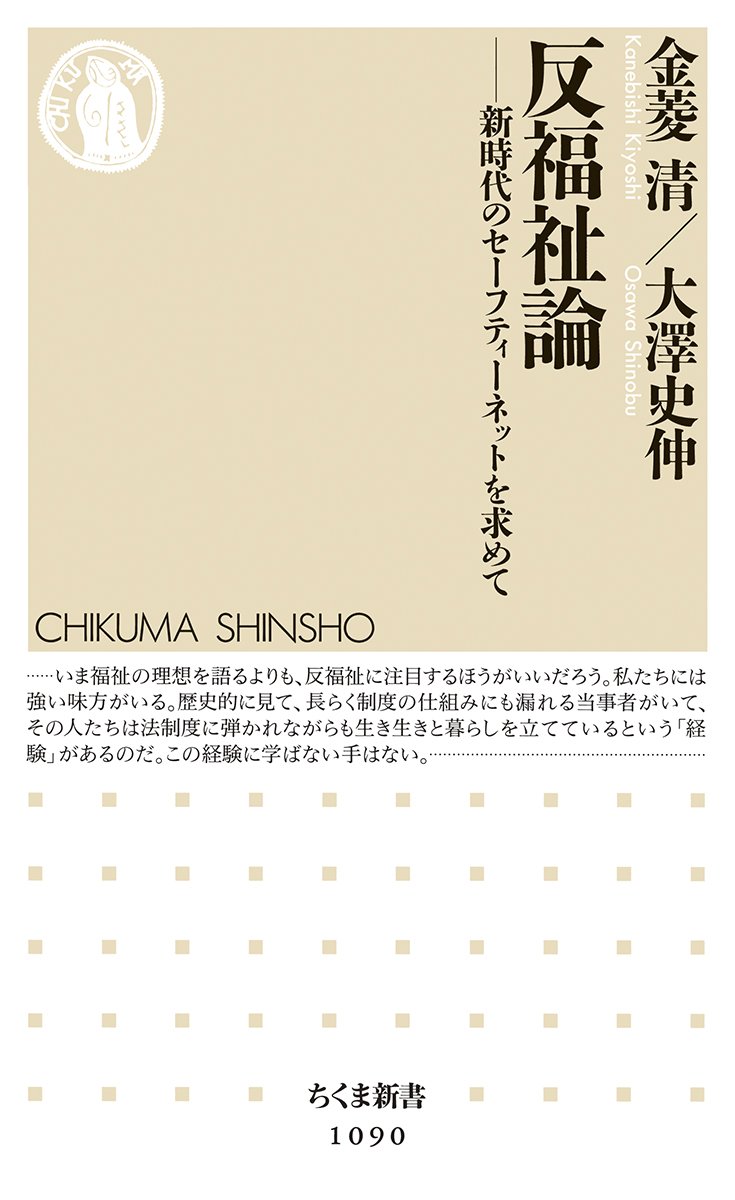 金菱 清／大澤史伸
Kanebishi Kiyoshi Osawa Shinobu
反福祉論
──新時代のセーフティーネットを求めて
CHIKUMA
CHIKUMA SHINSHO
……いま福祉の理想を語るよりも、反福祉に注目するほうがいいだろう。私たちには
強い味方がいる。歴史的に見て、長らく制度の仕組みにも漏れる当事者がいて、
その人たちは法制度に弾かれながらも生き生きと暮らしを立てているという「経
験」があるのだ。この経験に学ばない手はない。……………………………………
ちくま新書
1090